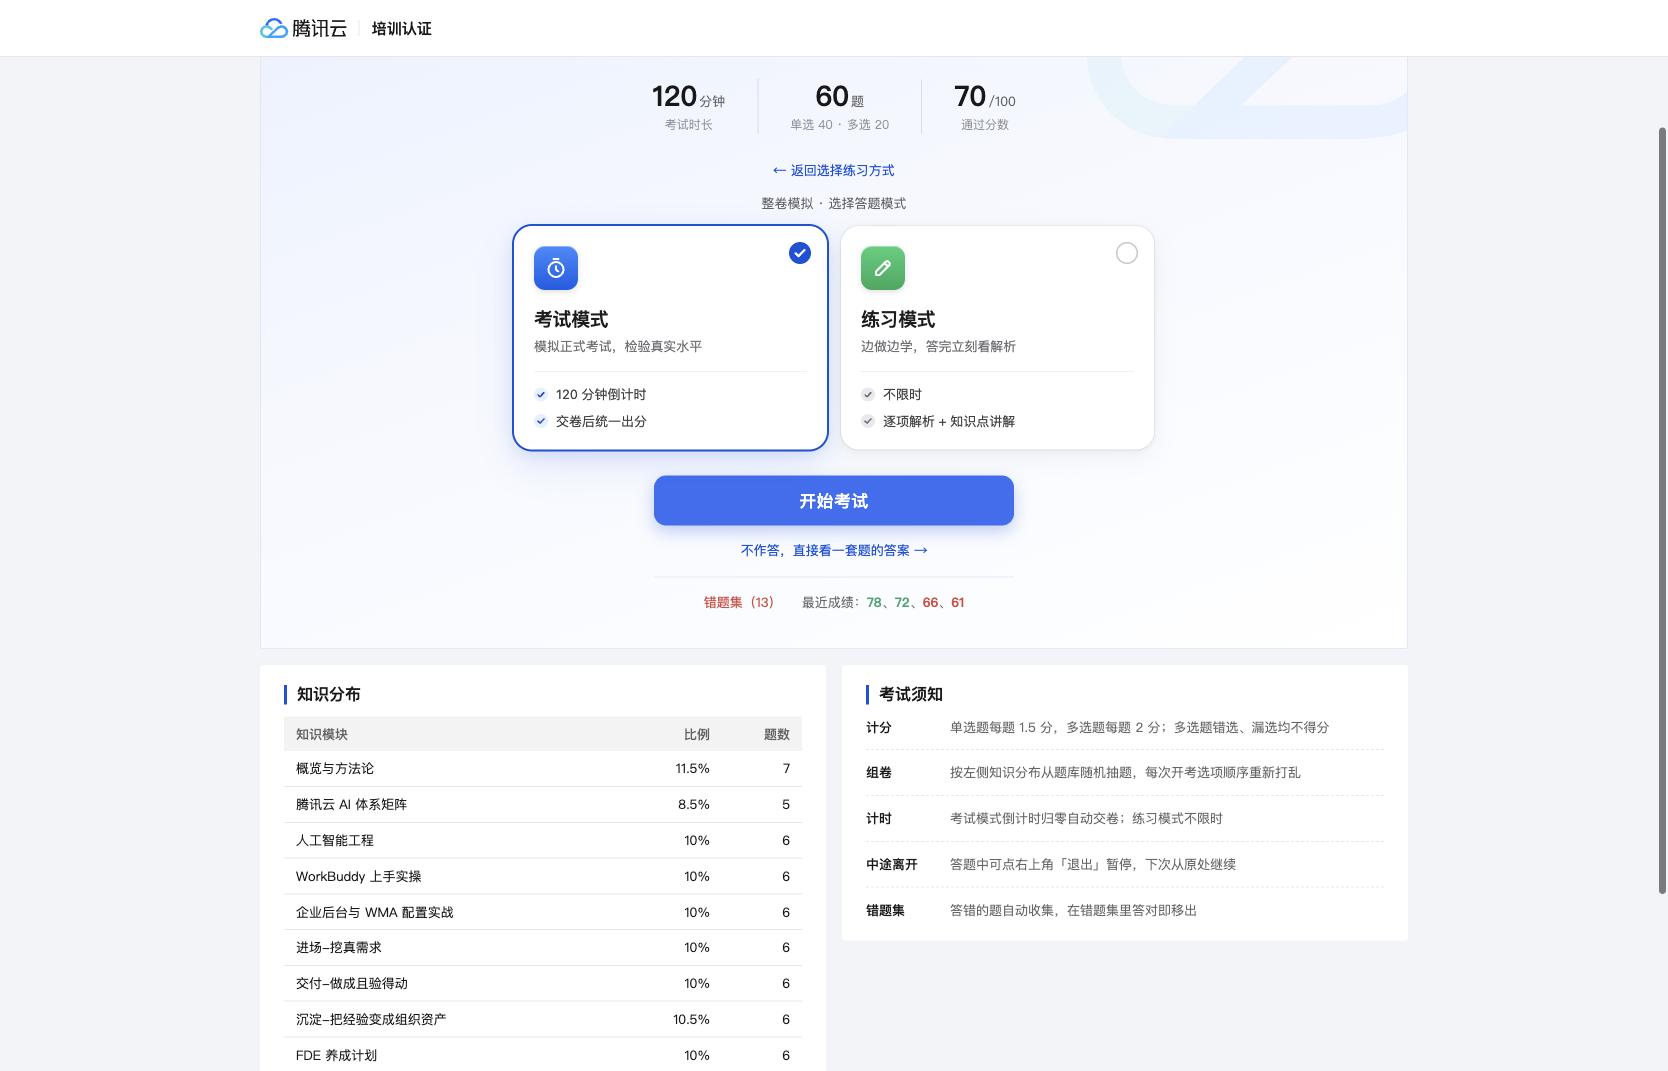 腾讯云 培训认证
120 分钟
考试时长
60 题
单选 40 · 多选 20
70 /100
通过分数
← 返回选择练习方式
整卷模拟 · 选择答题模式
考试模式
模拟正式考试，检验真实水平
120 分钟倒计时
交卷后统一出分
练习模式
边做边学，答完立刻看解析
不限时
逐项解析 + 知识点讲解
开始考试
不作答，直接看一套题的答案 →
错题集（13） 最近成绩：78、72、66、61
知识分布
知识模块 比例 题数
概览与方法论 11.5% 7
腾讯云 AI 体系矩阵 8.5% 5
人工智能工程 10% 6
WorkBuddy 上手实操 10% 6
企业后台与 WMA 配置实战 10% 6
进场–挖真需求 10% 6
交付–做成且验得动 10% 6
沉淀–把经验变成组织资产 10.5% 6
FDE 养成计划 10% 6
考试须知
计分 单选题每题 1.5 分，多选题每题 2 分；多选题错选、漏选均不得分
组卷 按左侧知识分布从题库随机抽题，每次开考选项顺序重新打乱
计时 考试模式倒计时归零自动交卷；练习模式不限时
中途离开 答题中可点右上角「退出」暂停，下次从原处继续
错题集 答错的题自动收集，在错题集里答对即移出